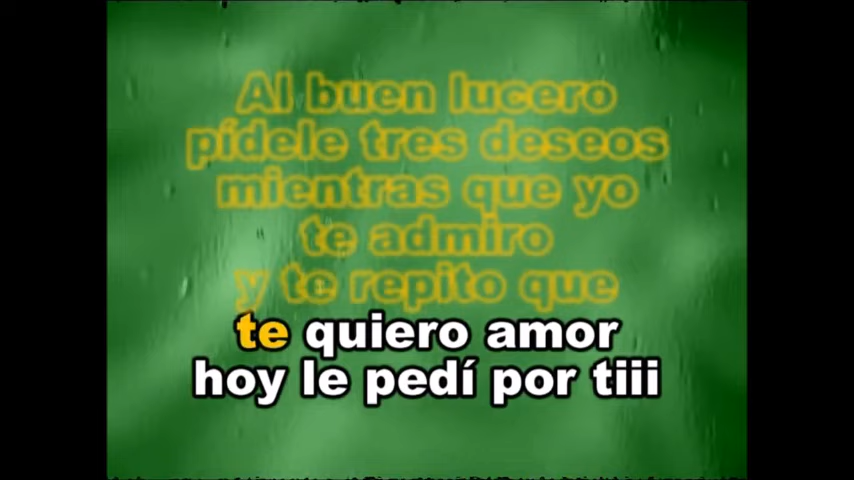 Al buen lucero
pídele tres deseos
mientras que yo
te admiro
y te repito que
te quiero amor
hoy le pedí por tiii